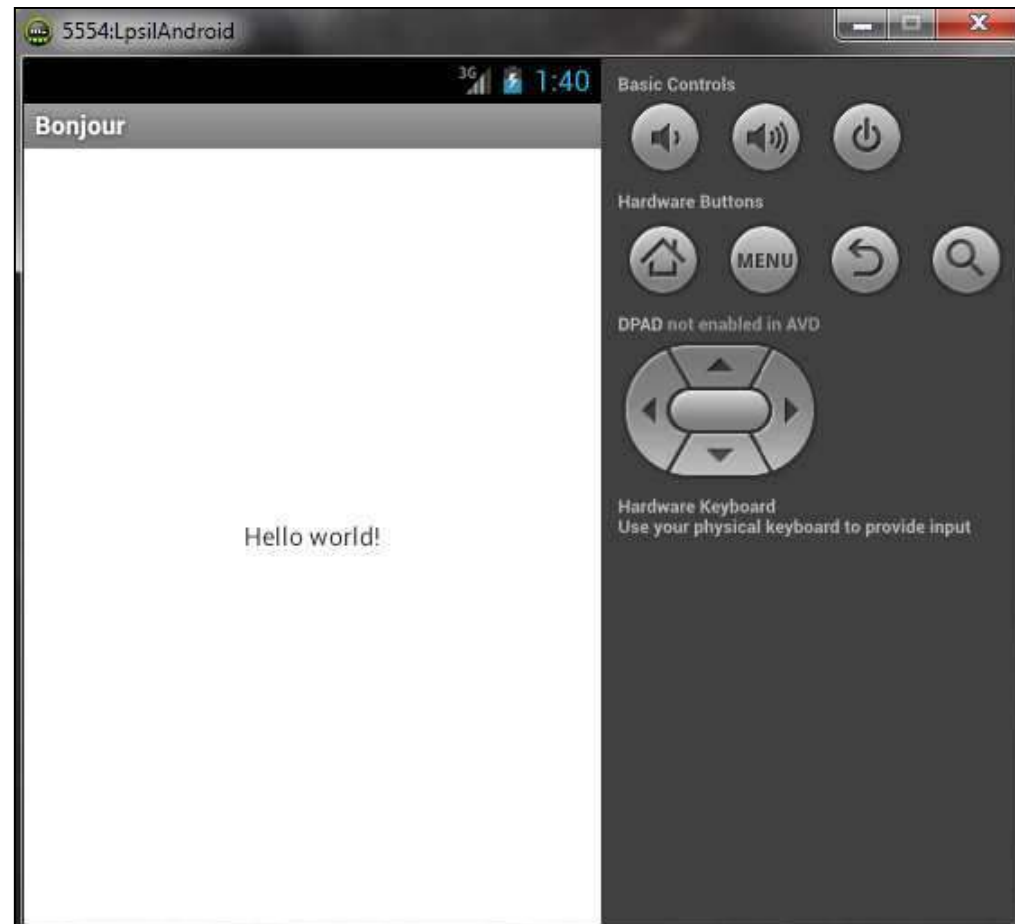 5554:LpsilAndroid
3G 1:40
Bonjour
Hello world!
Basic Controls
Hardware Buttons
MENU
DPAD not enabled in AVD
Hardware Keyboard
Use your physical keyboard to provide input